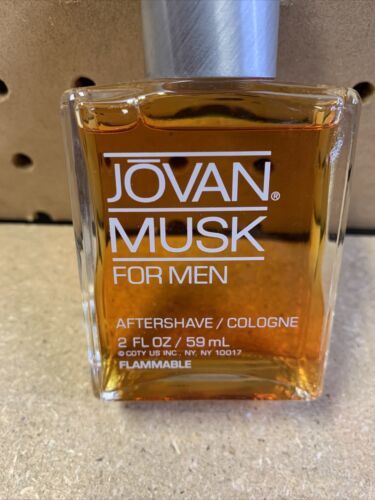 JŌVAN®
MUSK
FOR MEN
AFTERSHAVE / COLOGNE
2 FL OZ / 59 mL
© COTY US INC. NY, NY 10017
FLAMMABLE